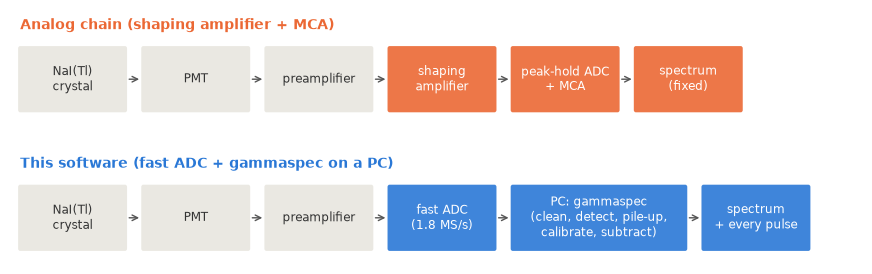 Analog chain (shaping amplifier + MCA)
NaI(Tl)
crystal
PMT
preamplifier
shaping
amplifier
peak-hold ADC
+ MCA
spectrum
(fixed)
This software (fast ADC + gammaspec on a PC)
NaI(Tl)
crystal
PMT
preamplifier
fast ADC
(1.8 MS/s)
PC: gammaspec
(clean, detect, pile-up,
calibrate, subtract)
spectrum
+ every pulse